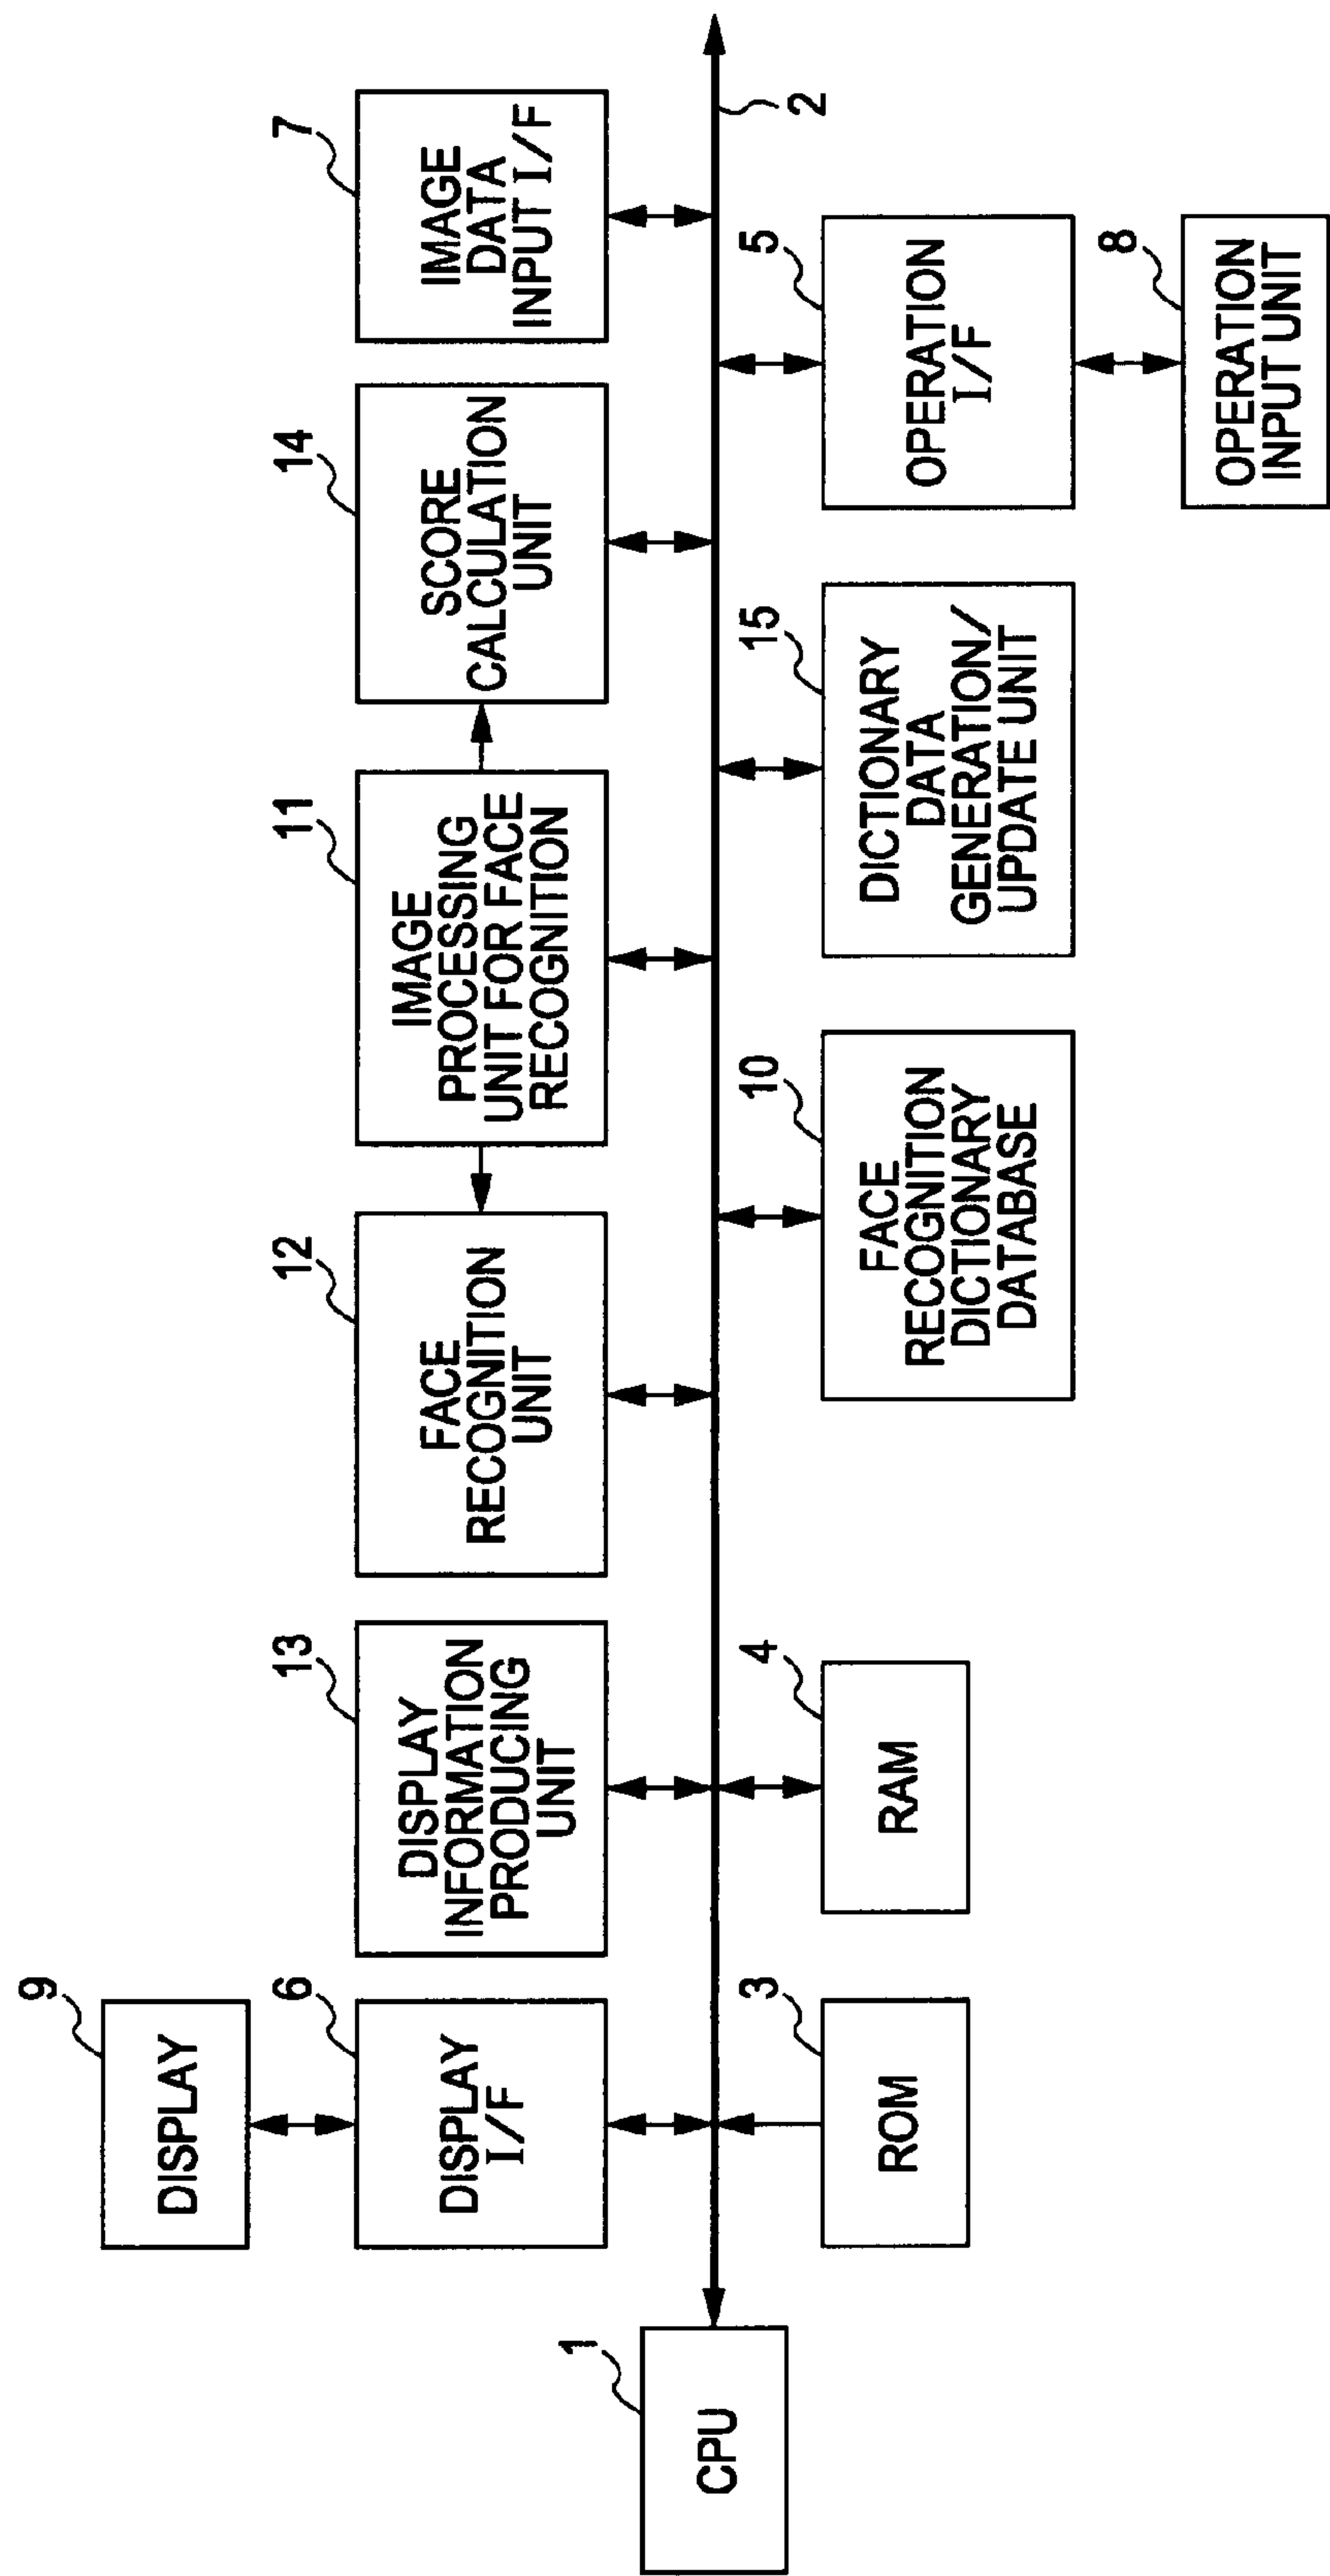 9
DISPLAY
6
DISPLAY
I/F
13
DISPLAY
INFORMATION
PRODUCING
UNIT
12
FACE
RECOGNITION
UNIT
11
IMAGE
PROCESSING
UNIT FOR FACE
RECOGNITION
14
SCORE
CALCULATION
UNIT
7
IMAGE
DATA
INPUT I/F
1
CPU
2
3
ROM
4
RAM
10
FACE
RECOGNITION
DICTIONARY
DATABASE
15
DICTIONARY
DATA
GENERATION/
UPDATE UNIT
5
OPERATION
I/F
8
OPERATION
INPUT UNIT